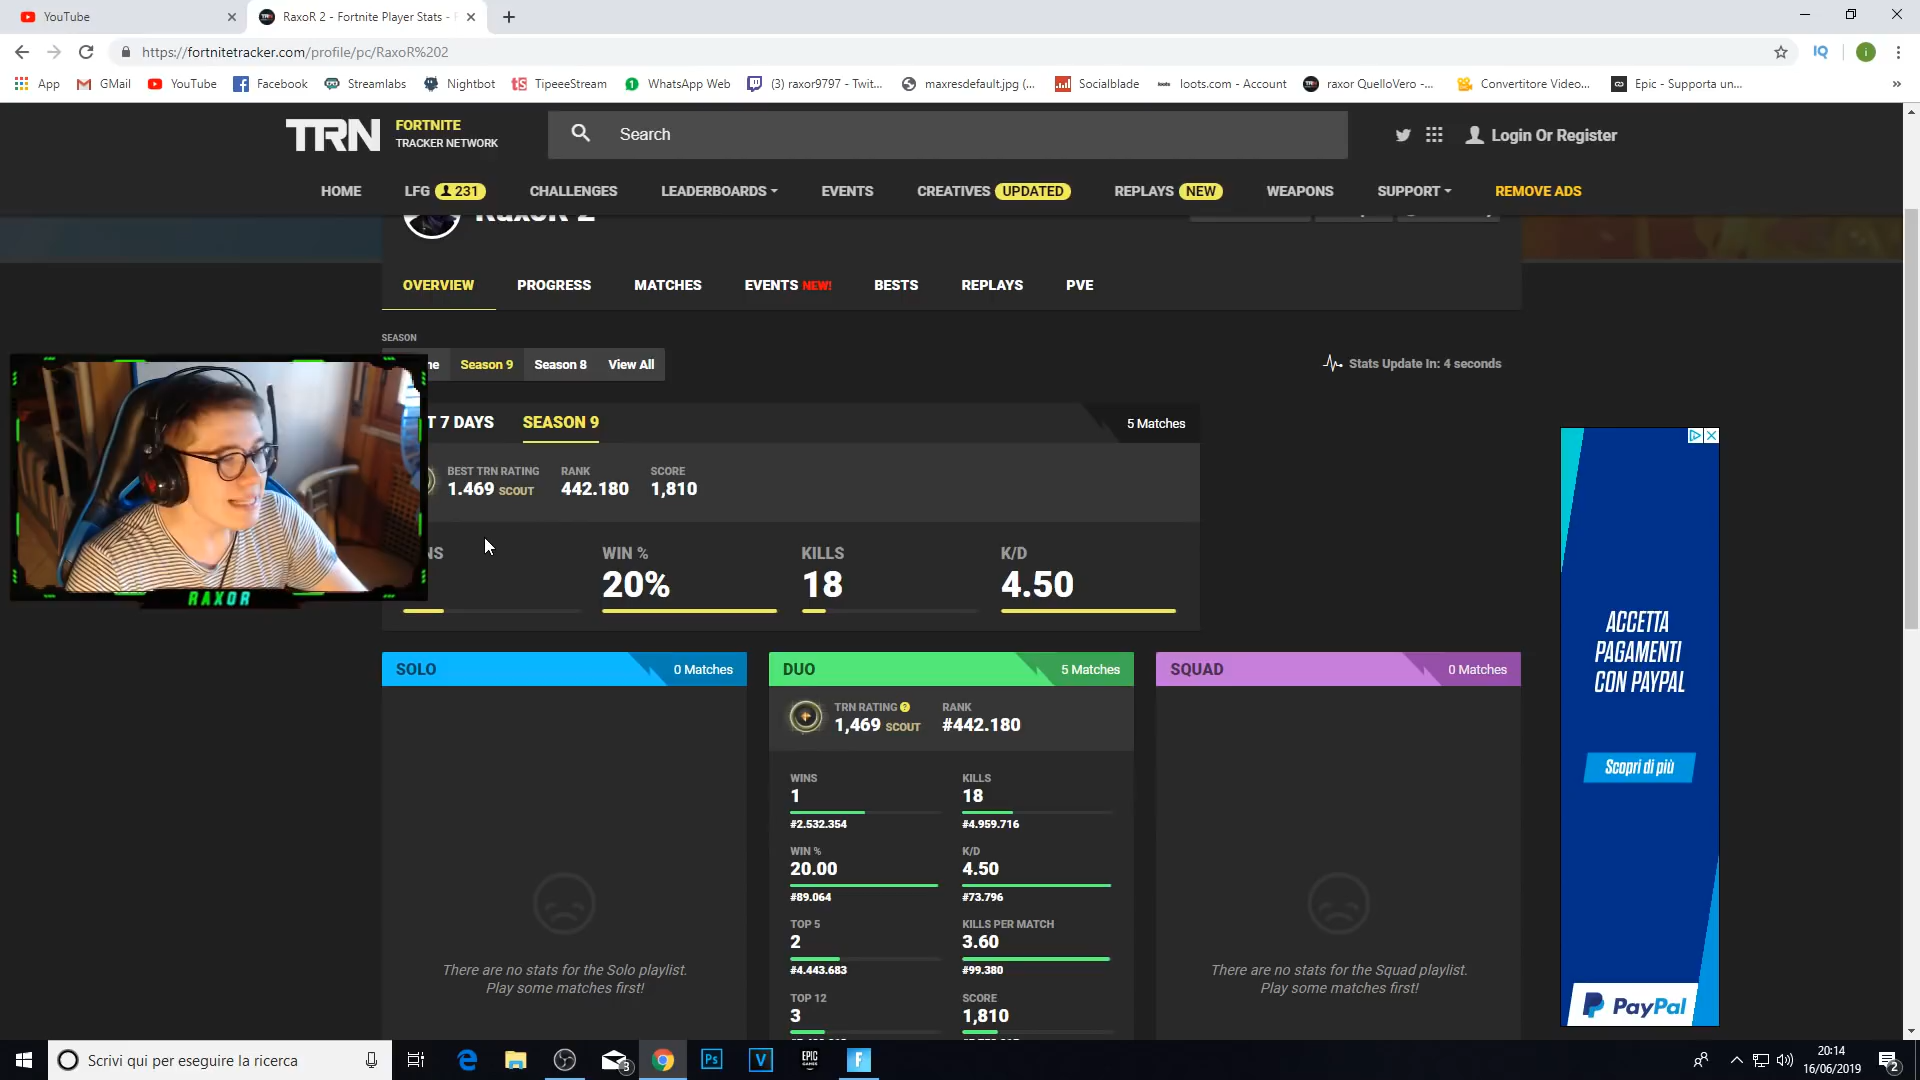 YouTube
RaxoR 2 - Fortnite Player Stats -
https://fortnitetracker.com/profile/pc/RaxoR%202
IQ
i
App
GMail
YouTube
Facebook
Streamlabs
Nightbot
TipeeeStream
WhatsApp Web
(3) raxor9797 - Twit...
maxresdefault.jpg (...
Socialblade
loots.com - Account
raxor QuelloVero -...
Convertitore Video...
Epic - Supporta un...
»
TRN
FORTNITE
TRACKER NETWORK
Search
Login Or Register
HOME
LFG 231
CHALLENGES
LEADERBOARDS
EVENTS
CREATIVES UPDATED
REPLAYS NEW
WEAPONS
SUPPORT
REMOVE ADS
RaxoR 2
OVERVIEW
PROGRESS
MATCHES
EVENTS NEW!
BESTS
REPLAYS
PVE
SEASON
ne
Season 9
Season 8
View All
Stats Update In: 4 seconds
T 7 DAYS
SEASON 9
5 Matches
BEST TRN RATING
1.469 SCOUT
RANK
442.180
SCORE
1,810
NS
WIN %
20%
KILLS
18
K/D
4.50
RAXOR
SOLO
0 Matches
There are no stats for the Solo playlist.
Play some matches first!
DUO
5 Matches
TRN RATING ?
1,469 SCOUT
RANK
#442.180
WINS
1
#2.532.354
KILLS
18
#4.959.716
WIN %
20.00
#89.064
K/D
4.50
#73.796
TOP 5
2
#4.443.683
KILLS PER MATCH
3.60
#99.380
TOP 12
3
SCORE
1,810
SQUAD
0 Matches
There are no stats for the Squad playlist.
Play some matches first!
ACCETTA
PAGAMENTI
CON PAYPAL
Scopri di più
PayPal
Scrivi qui per eseguire la ricerca
3
Ps
V
EPIC
GAMES
F
20:14
16/06/2019
2